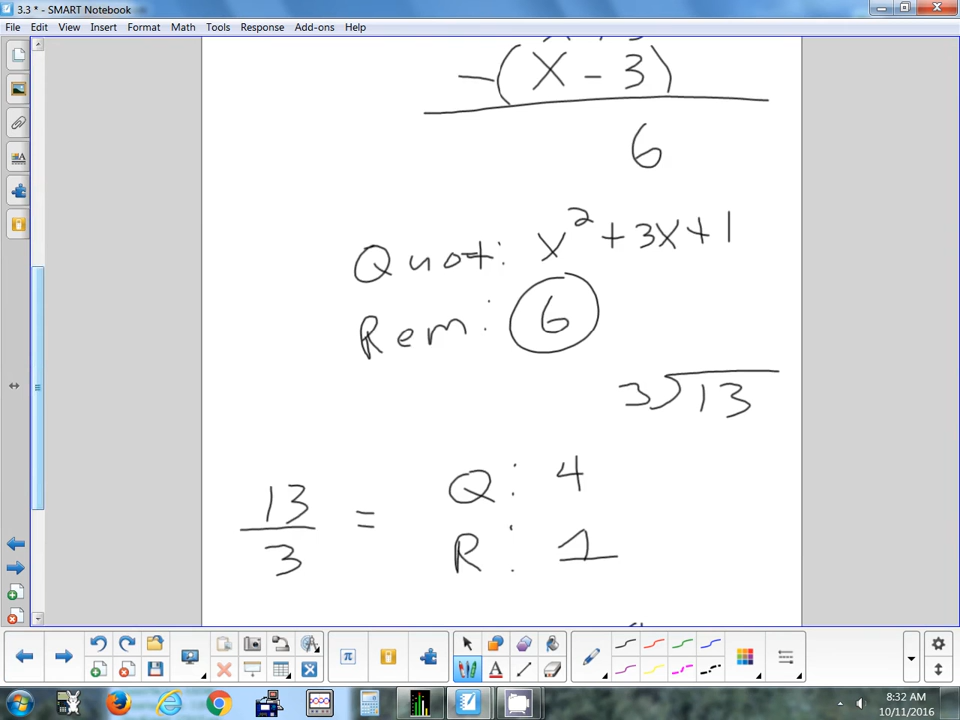 3.3 * - SMART Notebook
File Edit View Insert Format Math Tools Response Add-ons Help
-(x - 3)
6
Quot: x² + 3x + 1
Rem: 6
3)13
13/3 =
Q: 4
R: 1
8:32 AM
10/11/2016